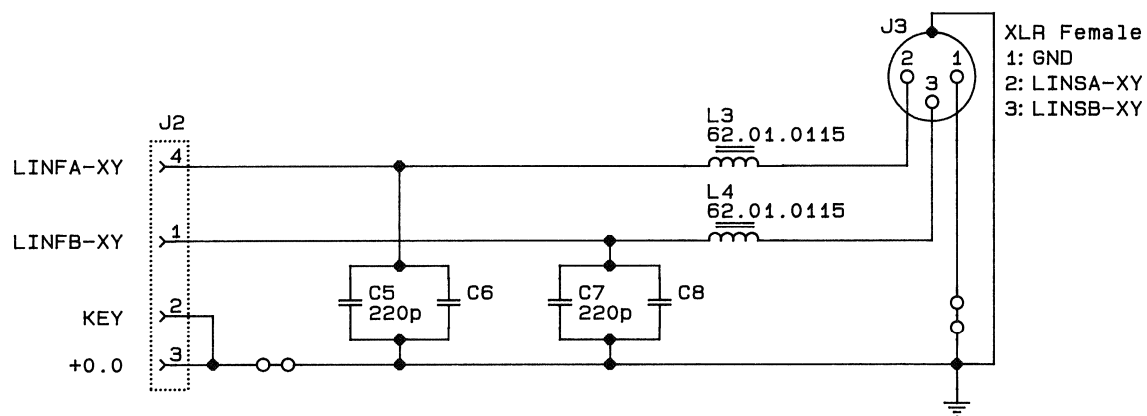 J3
XLR Female
1: GND
2: LINSA-XY
3: LINSB-XY
2 1
3
J2
L3
62.01.0115
LINFA-XY 4
L4
62.01.0115
LINFB-XY 1
C5 C6
220p
C7 C8
220p
KEY 2
+0.0 3